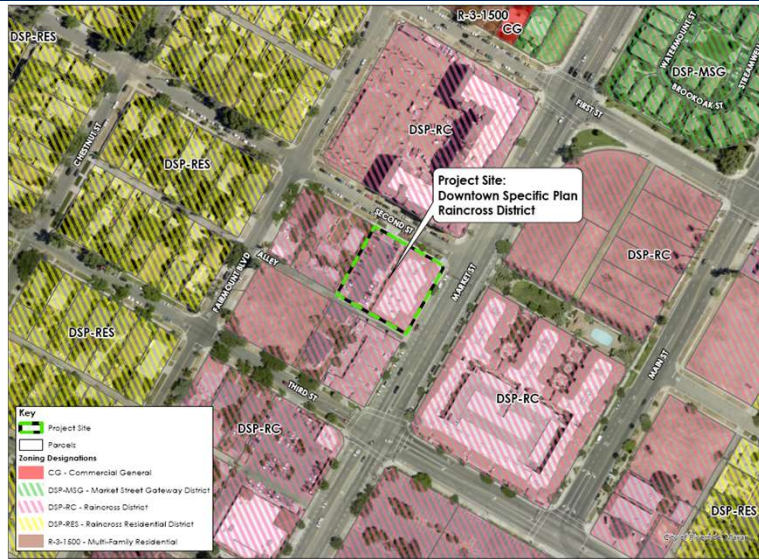 DSP-RES
R-3-1500
CG
WATERMOUNT ST
STREAMWELL
DSP-MSG
BROOKOAK ST
FIRST ST
CHESTNUT ST
DSP-RC
DSP-RES
Project Site:
Downtown Specific Plan
Raincross District
SECOND ST
DSP-RC
ALLEY
MARKET ST
FAIRMOUNT BLVD
DSP-RES
MAIN ST
THIRD ST
DSP-RC
DSP-RC
DSP-RES
Key
Project Site
Parcels
Zoning Designations
CG - Commercial General
DSP-MSG - Market Street Gateway District
DSP-RC - Raincross District
DSP-RES - Raincross Residential District
R-3-1500 - Multi-Family Residential
City of Riverside